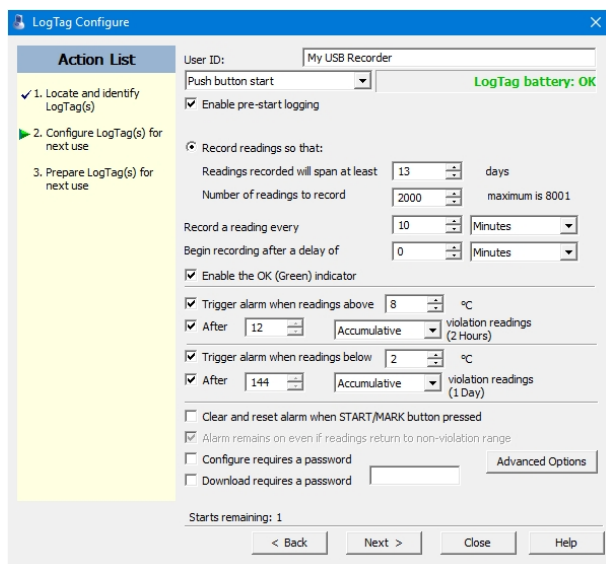 LogTag Configure
Action List
1. Locate and identify
LogTag(s)
2. Configure LogTag(s) for
next use
3. Prepare LogTag(s) for
next use
User ID: My USB Recorder
Push button start
LogTag battery: OK
Enable pre-start logging
Record readings so that:
Readings recorded will span at least 13 days
Number of readings to record 2000 maximum is 8001
Record a reading every 10 Minutes
Begin recording after a delay of 0 Minutes
Enable the OK (Green) indicator
Trigger alarm when readings above 8 ºC
After 12 Accumulative violation readings
(2 Hours)
Trigger alarm when readings below 2 ºC
After 144 Accumulative violation readings
(1 Day)
Clear and reset alarm when START/MARK button pressed
Alarm remains on even if readings return to non-violation range
Configure requires a password
Download requires a password
Advanced Options
Starts remaining: 1
< Back Next > Close Help